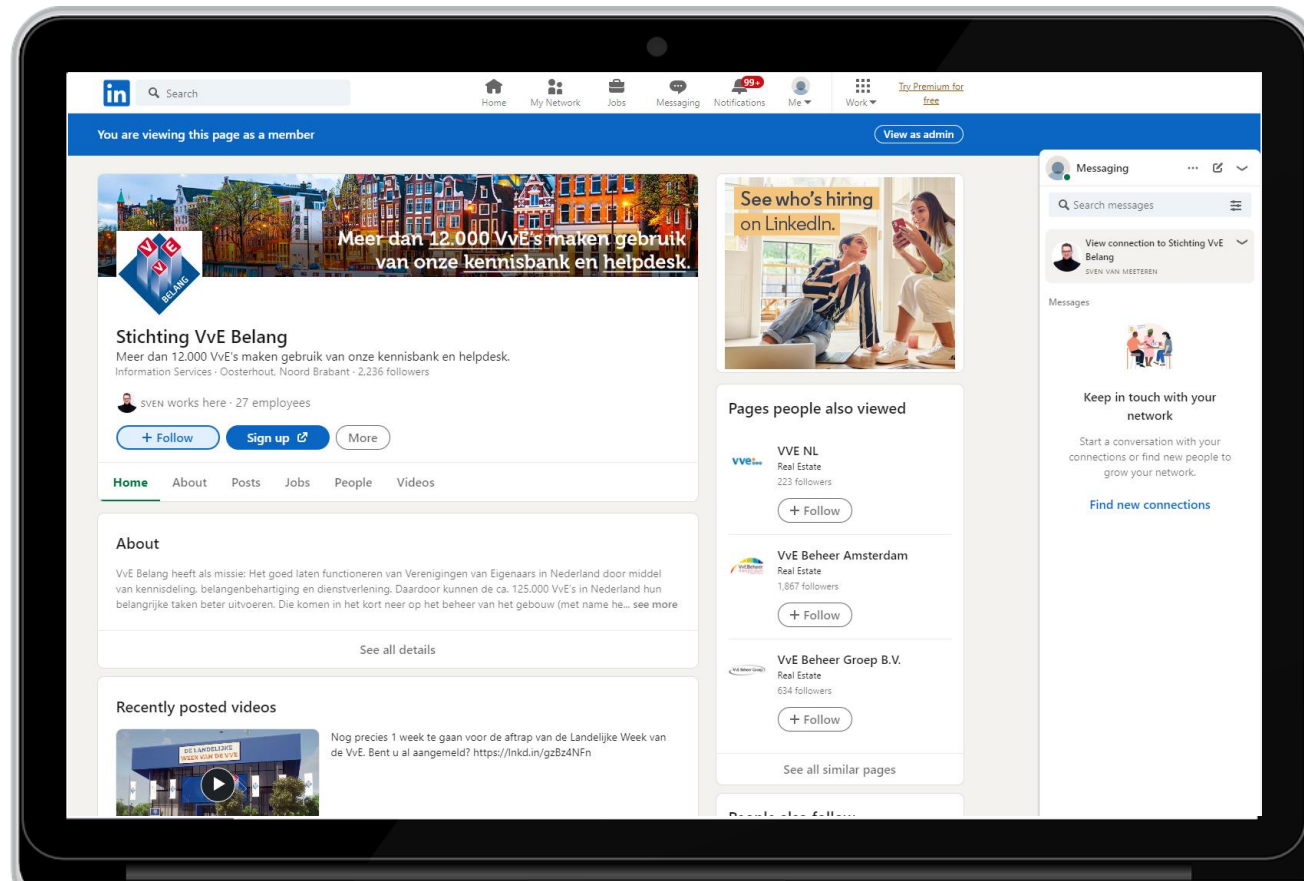 in
Search
Home
My Network
Jobs
Messaging
99+
Notifications
Me
Work
Try Premium for
free
You are viewing this page as a member
View as admin
Meer dan 12.000 VvE's maken gebruik
van onze kennisbank en helpdesk.
V V E
BELANG
Stichting VvE Belang
Meer dan 12.000 VvE's maken gebruik van onze kennisbank en helpdesk.
Information Services · Oosterhout, Noord Brabant · 2,236 followers
SVEN works here · 27 employees
+ Follow
Sign up
More
Home
About
Posts
Jobs
People
Videos
About
VvE Belang heeft als missie: Het goed laten functioneren van Verenigingen van Eigenaars in Nederland door middel
van kennisdeling, belangenbehartiging en dienstverlening. Daardoor kunnen de ca. 125.000 VvE's in Nederland hun
belangrijke taken beter uitvoeren. Die komen in het kort neer op het beheer van het gebouw (met name he... see more
See all details
Recently posted videos
DE LANDELIJKE
WEEK VAN DE VVE
Nog precies 1 week te gaan voor de aftrap van de Landelijke Week van
de VvE. Bent u al aangemeld? https://lnkd.in/gzBz4NFn
See who's hiring
on LinkedIn.
Pages people also viewed
vve
VVE NL
Real Estate
223 followers
+ Follow
VvEBeheer
VvE Beheer Amsterdam
Real Estate
1,867 followers
+ Follow
VvE Beheer Groep
VvE Beheer Groep B.V.
Real Estate
634 followers
+ Follow
See all similar pages
People also follow
Messaging
Search messages
View connection to Stichting VvE
Belang
SVEN VAN MEETEREN
Messages
Keep in touch with your
network
Start a conversation with your
connections or find new people to
grow your network.
Find new connections